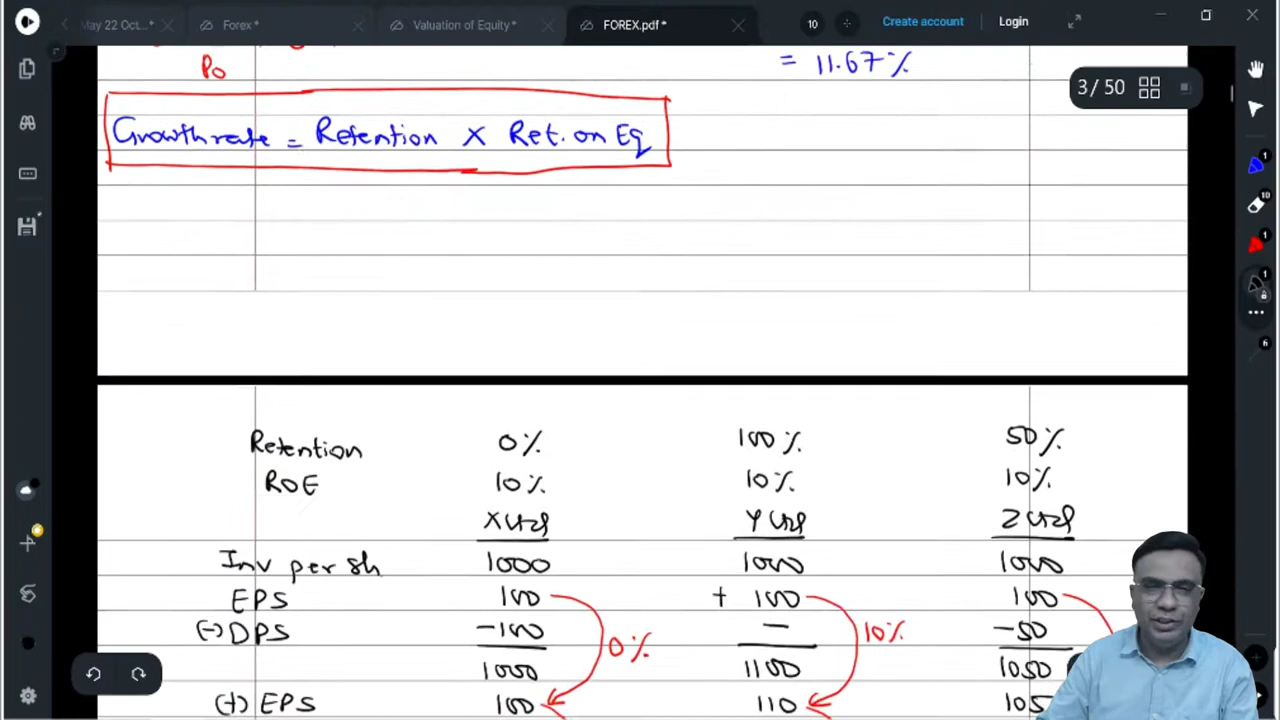 May 22 Oct..*
Forex *
Valuation of Equity *
FOREX.pdf *
10
Create account
Login
P0
= 11.67%
3 / 50
Growth rate = Retention X Ret. on Eq
Retention 0% 100% 50%
ROE 10% 10% 10%
X Ltd Y Ltd Z Ltd
Inv per sh 1000 1000 1000
EPS 100 + 100 100
(-) DPS -100 - -50
0% 10%
1000 1100 1050
(+) EPS 100 110 105